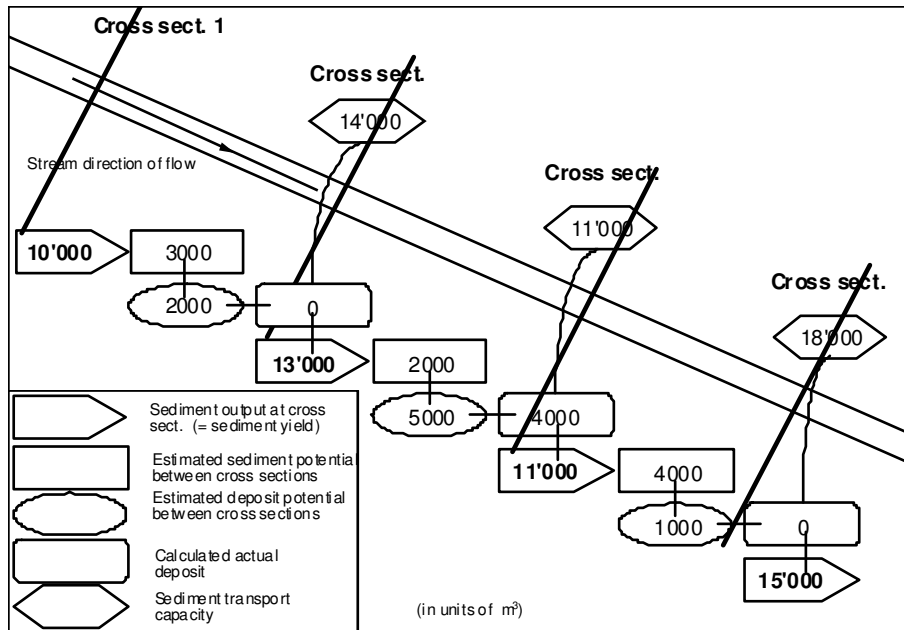 Cross sect. 1
Cross sect.
14'000
Stream direction of flow
Cross sect.
11'000
10'000
3000
2000
0
Cross sect.
18'000
13'000
2000
5000
4000
11'000
4000
1000
0
15'000
Sediment output at cross
sect. (= sediment yield)
Estimated sediment potential
between cross sections
Estimated deposit potential
between cross sections
Calculated actual
deposit
Sediment transport
capacity
(in units of m³)